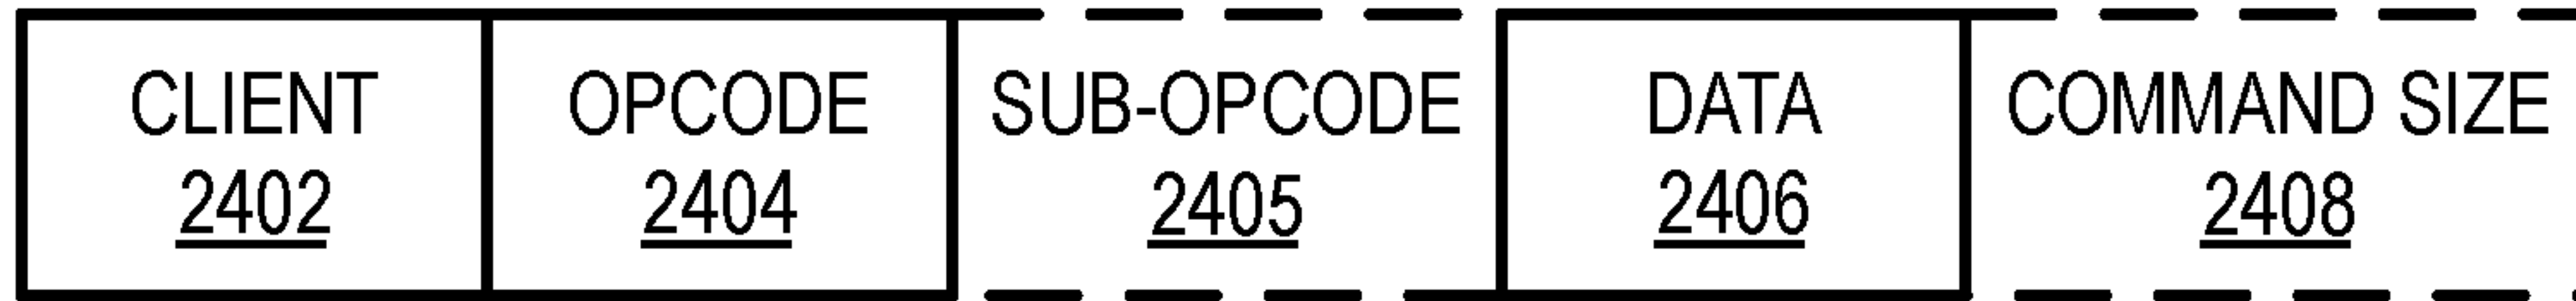 CLIENT
2402
OPCODE
2404
SUB-OPCODE
2405
DATA
2406
COMMAND SIZE
2408